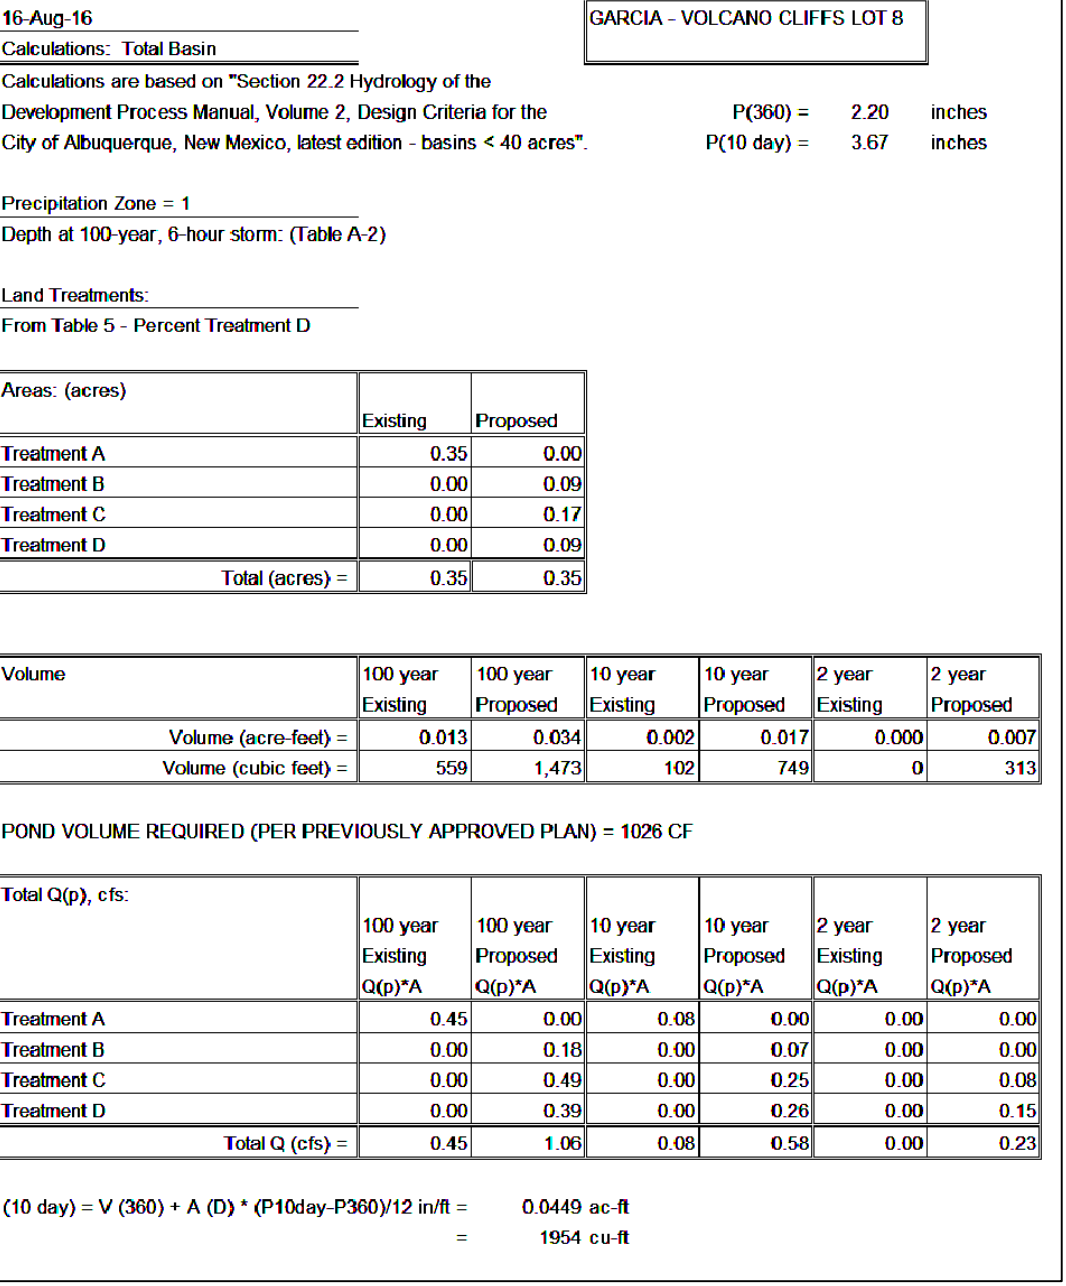 16-Aug-16 GARCIA - VOLCANO CLIFFS LOT 8
Calculations: Total Basin
Calculations are based on "Section 22.2 Hydrology of the
Development Process Manual, Volume 2, Design Criteria for the P(360) = 2.20 inches
City of Albuquerque, New Mexico, latest edition - basins < 40 acres". P(10 day) = 3.67 inches
Precipitation Zone = 1
Depth at 100-year, 6-hour storm: (Table A-2)
Land Treatments:
From Table 5 - Percent Treatment D
Areas: (acres)
Existing Proposed
Treatment A 0.35 0.00
Treatment B 0.00 0.09
Treatment C 0.00 0.17
Treatment D 0.00 0.09
Total (acres) = 0.35 0.35
Volume 100 year 100 year 10 year 10 year 2 year 2 year
Existing Proposed Existing Proposed Existing Proposed
Volume (acre-feet) = 0.013 0.034 0.002 0.017 0.000 0.007
Volume (cubic feet) = 559 1,473 102 749 0 313
POND VOLUME REQUIRED (PER PREVIOUSLY APPROVED PLAN) = 1026 CF
Total Q(p), cfs:
100 year 100 year 10 year 10 year 2 year 2 year
Existing Proposed Existing Proposed Existing Proposed
Q(p)*A Q(p)*A Q(p)*A Q(p)*A Q(p)*A Q(p)*A
Treatment A 0.45 0.00 0.08 0.00 0.00 0.00
Treatment B 0.00 0.18 0.00 0.07 0.00 0.00
Treatment C 0.00 0.49 0.00 0.25 0.00 0.08
Treatment D 0.00 0.39 0.00 0.26 0.00 0.15
Total Q (cfs) = 0.45 1.06 0.08 0.58 0.00 0.23
(10 day) = V (360) + A (D) * (P10day-P360)/12 in/ft = 0.0449 ac-ft
= 1954 cu-ft